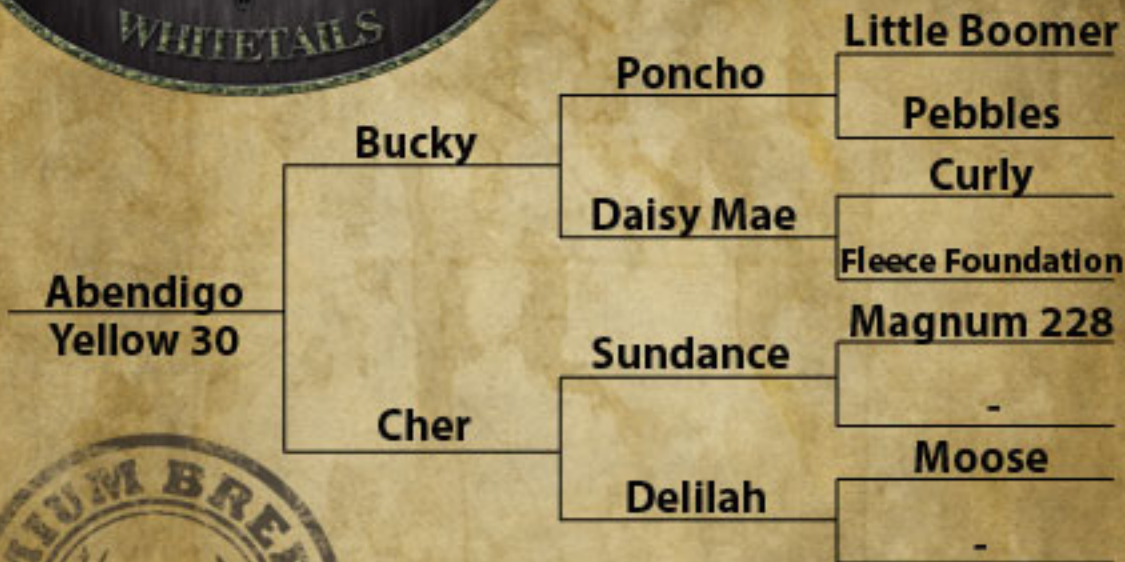 WHITETAILS
Little Boomer
Poncho
Pebbles
Bucky
Curly
Daisy Mae
Fleece Foundation
Abendigo
Yellow 30
Magnum 228
Sundance
-
Cher
Moose
Delilah
-